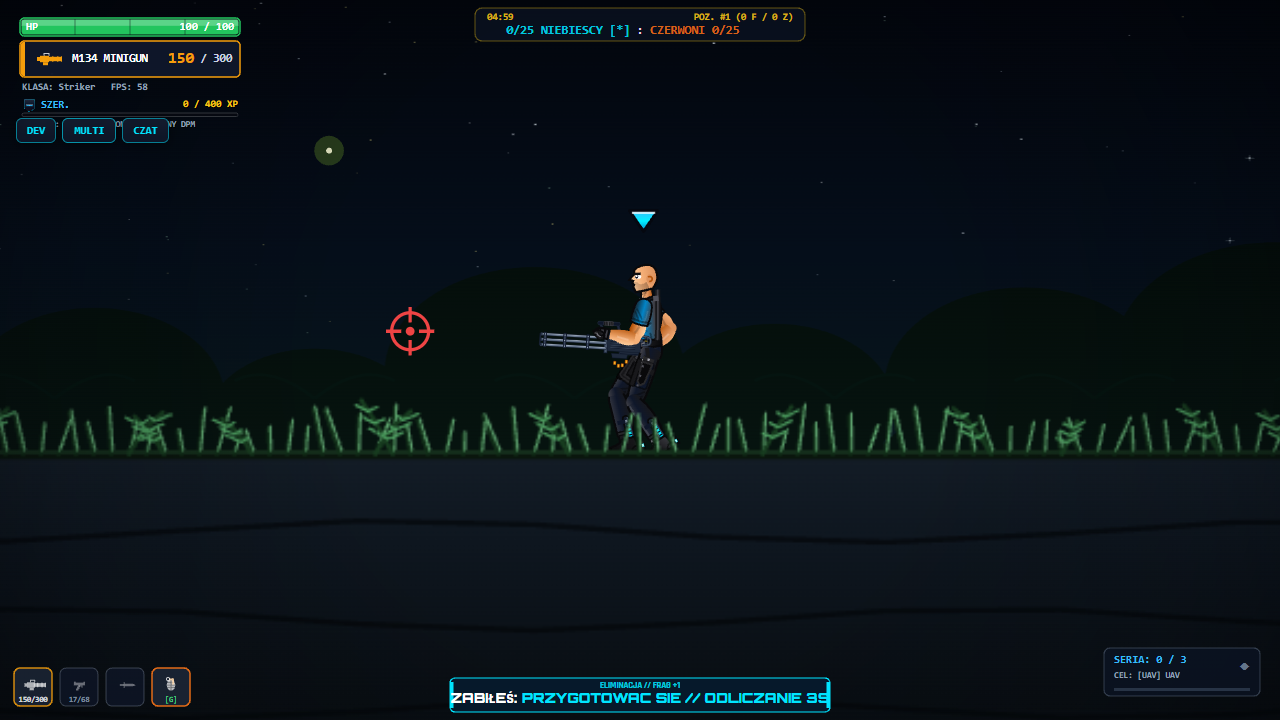 HP 100 / 100
M134 MINIGUN 150 / 300
KLASA: Striker FPS: 58
SZER. 0 / 400 XP
DPM
DEV MULTI CZAT
04:59 POZ. #1 (0 F / 0 Z)
0/25 NIEBIESCY [*] : CZERWONI 0/25
150/300 17/68 [G]
ELIMINACJA // FRAG +1
ZABIŁEŚ: PRZYGOTOWAC SIE // ODLICZANIE 3S
SERIA: 0 / 3
CEL: [UAV] UAV